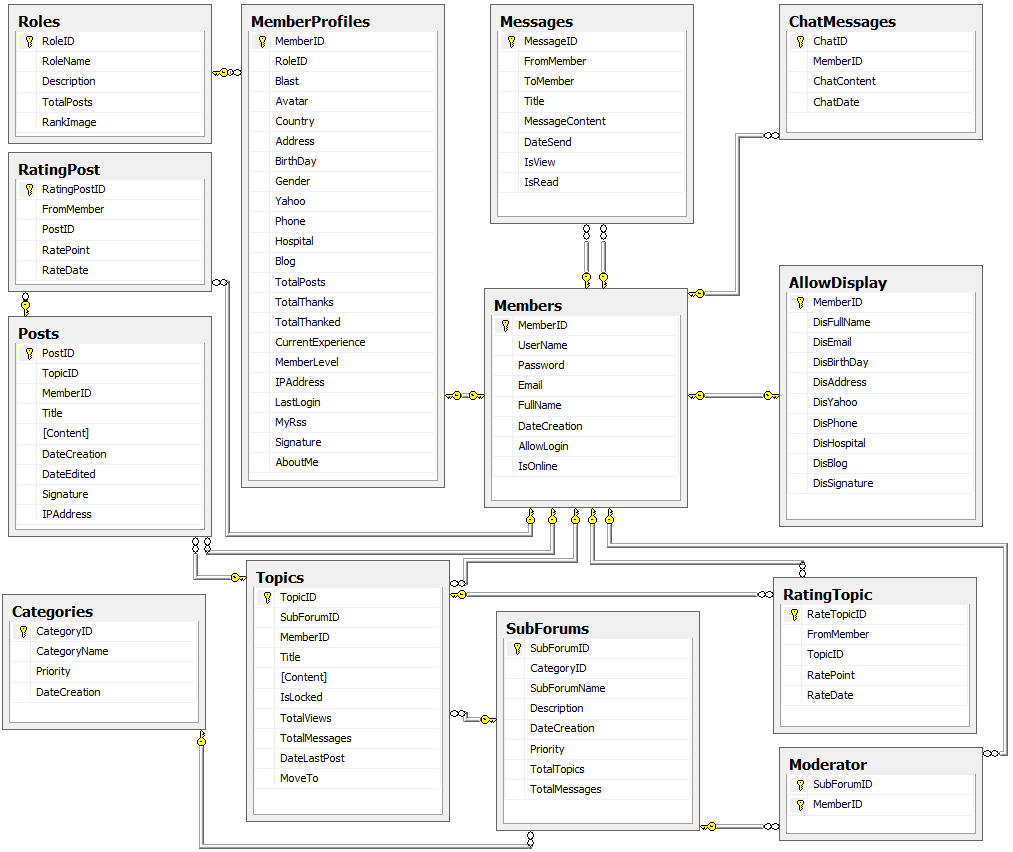 Roles
RoleID
RoleName
Description
TotalPosts
RankImage
MemberProfiles
MemberID
RoleID
Blast
Avatar
Country
Address
BirthDay
Gender
Yahoo
Phone
Hospital
Blog
TotalPosts
TotalThanks
TotalThanked
CurrentExperience
MemberLevel
IPAddress
LastLogin
MyRss
Signature
AboutMe
Messages
MessageID
FromMember
ToMember
Title
MessageContent
DateSend
IsView
IsRead
ChatMessages
ChatID
MemberID
ChatContent
ChatDate
RatingPost
RatingPostID
FromMember
PostID
RatePoint
RateDate
Posts
PostID
TopicID
MemberID
Title
[Content]
DateCreation
DateEdited
Signature
IPAddress
Members
MemberID
UserName
Password
Email
FullName
DateCreation
AllowLogin
IsOnline
AllowDisplay
MemberID
DisFullName
DisEmail
DisBirthDay
DisAddress
DisYahoo
DisPhone
DisHospital
DisBlog
DisSignature
Categories
CategoryID
CategoryName
Priority
DateCreation
Topics
TopicID
SubForumID
MemberID
Title
[Content]
IsLocked
TotalViews
TotalMessages
DateLastPost
MoveTo
SubForums
SubForumID
CategoryID
SubForumName
Description
DateCreation
Priority
TotalTopics
TotalMessages
RatingTopic
RateTopicID
FromMember
TopicID
RatePoint
RateDate
Moderator
SubForumID
MemberID